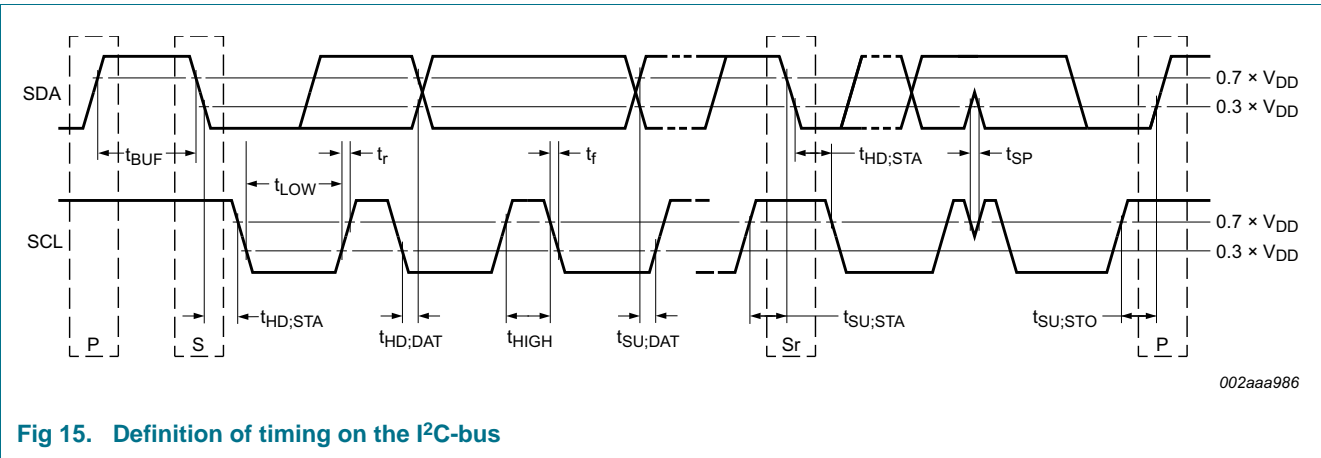 SDA
0.7 × VDD
0.3 × VDD
tBUF
tLOW
tr
tf
tHD;STA
tSP
SCL
0.7 × VDD
0.3 × VDD
tHD;STA
tHD;DAT
tHIGH
tSU;DAT
tSU;STA
tSU;STO
P
S
Sr
P
002aaa986
Fig 15. Definition of timing on the I²C-bus